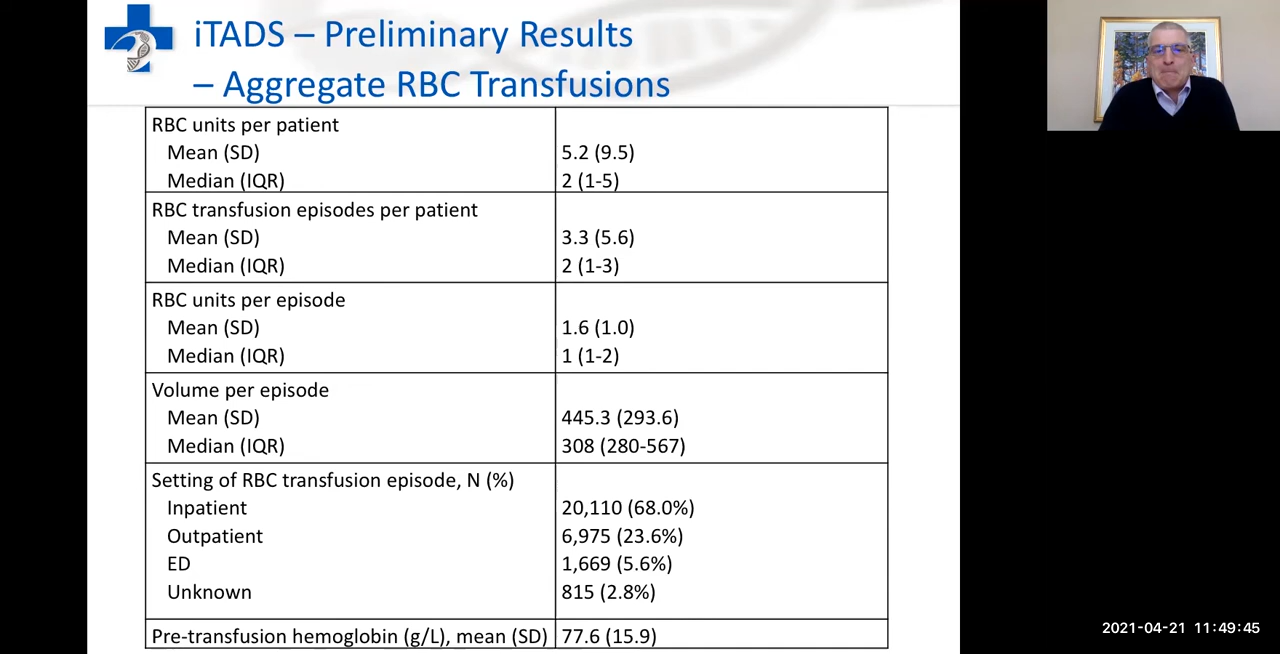 iTADS – Preliminary Results
– Aggregate RBC Transfusions
RBC units per patient
Mean (SD) 5.2 (9.5)
Median (IQR) 2 (1-5)
RBC transfusion episodes per patient
Mean (SD) 3.3 (5.6)
Median (IQR) 2 (1-3)
RBC units per episode
Mean (SD) 1.6 (1.0)
Median (IQR) 1 (1-2)
Volume per episode
Mean (SD) 445.3 (293.6)
Median (IQR) 308 (280-567)
Setting of RBC transfusion episode, N (%)
Inpatient 20,110 (68.0%)
Outpatient 6,975 (23.6%)
ED 1,669 (5.6%)
Unknown 815 (2.8%)
Pre-transfusion hemoglobin (g/L), mean (SD) 77.6 (15.9)
2021-04-21 11:49:45